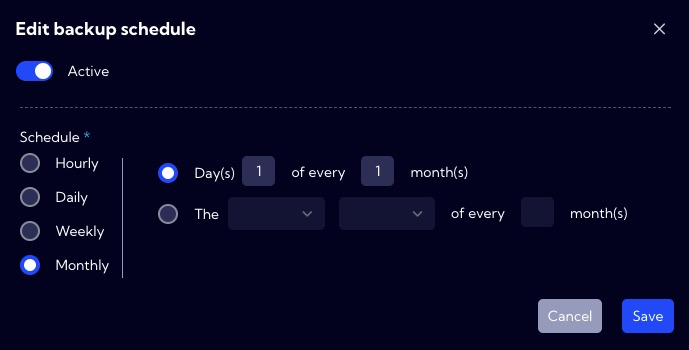 Edit backup schedule
Active
Schedule *
Hourly
Daily
Weekly
Monthly
Day(s) 1 of every 1 month(s)
The of every month(s)
Cancel Save